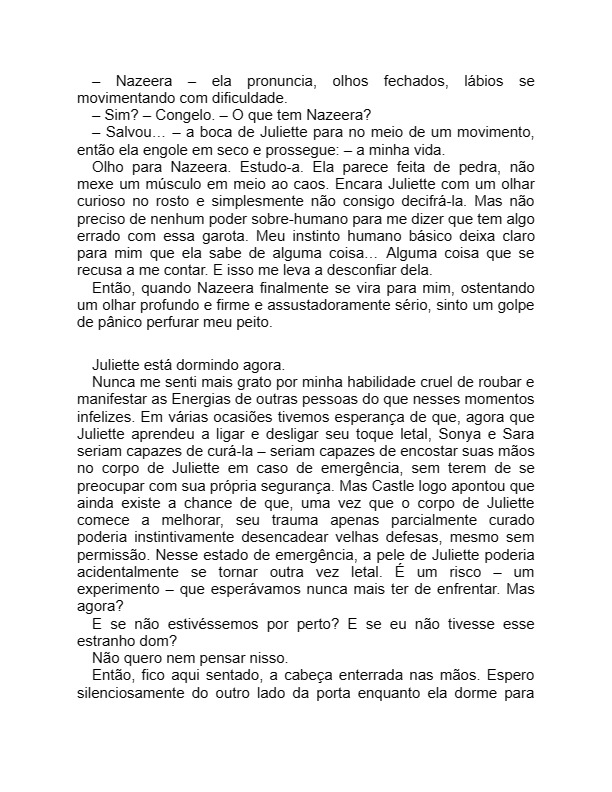 – Nazeera – ela pronuncia, olhos fechados, lábios se
movimentando com dificuldade.
– Sim? – Congelo. – O que tem Nazeera?
– Salvou… – a boca de Juliette para no meio de um movimento,
então ela engole em seco e prossegue: – a minha vida.
Olho para Nazeera. Estudo-a. Ela parece feita de pedra, não
mexe um músculo em meio ao caos. Encara Juliette com um olhar
curioso no rosto e simplesmente não consigo decifrá-la. Mas não
preciso de nenhum poder sobre-humano para me dizer que tem algo
errado com essa garota. Meu instinto humano básico deixa claro
para mim que ela sabe de alguma coisa… Alguma coisa que se
recusa a me contar. E isso me leva a desconfiar dela.
Então, quando Nazeera finalmente se vira para mim, ostentando
um olhar profundo e firme e assustadoramente sério, sinto um golpe
de pânico perfurar meu peito.
Juliette está dormindo agora.
Nunca me senti mais grato por minha habilidade cruel de roubar e
manifestar as Energias de outras pessoas do que nesses momentos
infelizes. Em várias ocasiões tivemos esperança de que, agora que
Juliette aprendeu a ligar e desligar seu toque letal, Sonya e Sara
seriam capazes de curá-la – seriam capazes de encostar suas mãos
no corpo de Juliette em caso de emergência, sem terem de se
preocupar com sua própria segurança. Mas Castle logo apontou que
ainda existe a chance de que, uma vez que o corpo de Juliette
comece a melhorar, seu trauma apenas parcialmente curado
poderia instintivamente desencadear velhas defesas, mesmo sem
permissão. Nesse estado de emergência, a pele de Juliette poderia
acidentalmente se tornar outra vez letal. É um risco – um
experimento – que esperávamos nunca mais ter de enfrentar. Mas
agora?
E se não estivéssemos por perto? E se eu não tivesse esse
estranho dom?
Não quero nem pensar nisso.
Então, fico aqui sentado, a cabeça enterrada nas mãos. Espero
silenciosamente do outro lado da porta enquanto ela dorme para